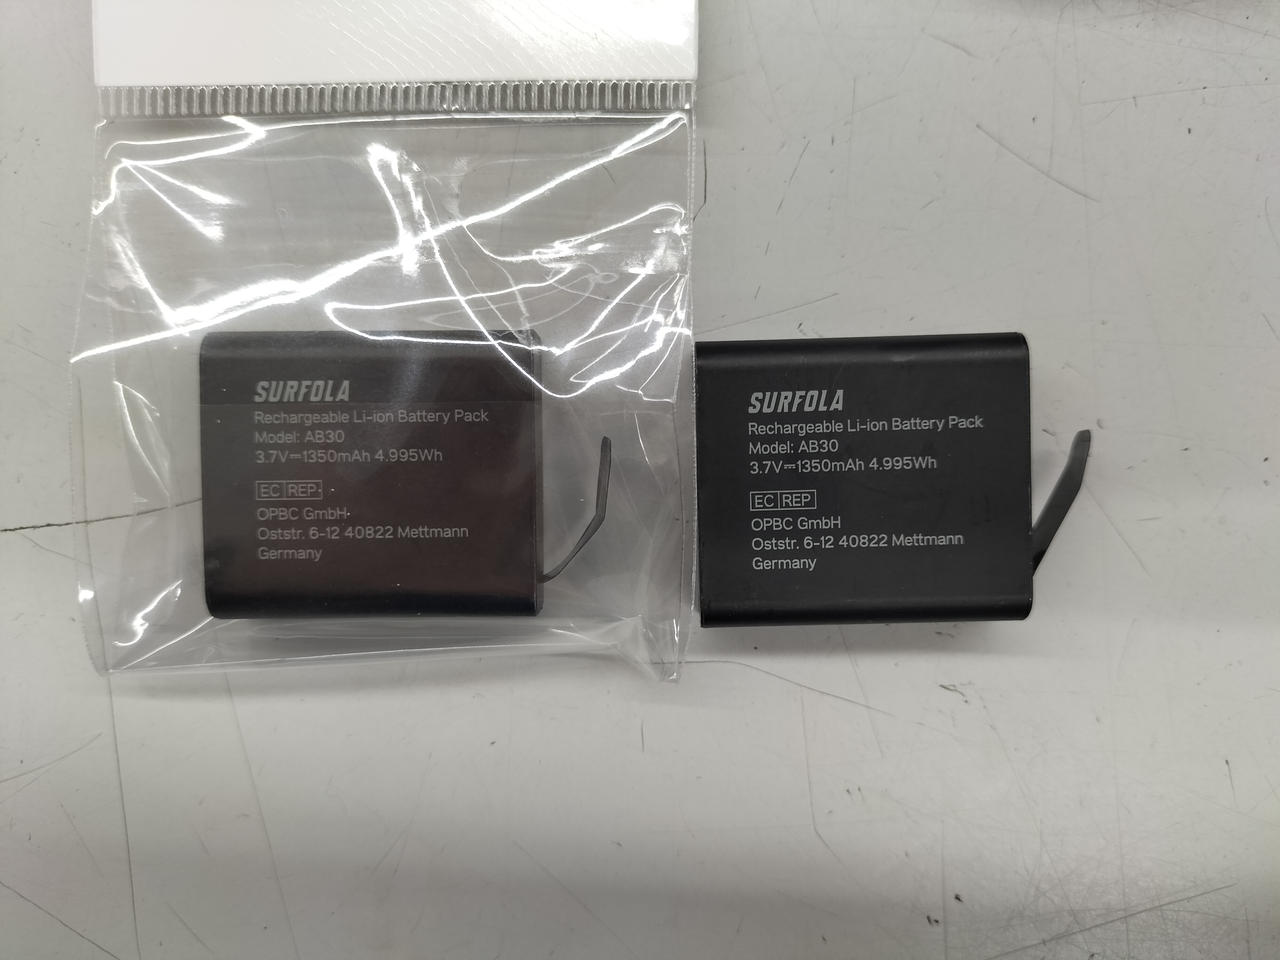 SURFOLA
Rechargeable Li-ion Battery Pack
Model: AB30
3.7V⎓1350mAh 4.995Wh
EC REP
OPBC GmbH
Oststr. 6-12 40822 Mettmann
Germany
SURFOLA
Rechargeable Li-ion Battery Pack
Model: AB30
3.7V⎓1350mAh 4.995Wh
EC REP
OPBC GmbH
Oststr. 6-12 40822 Mettmann
Germany